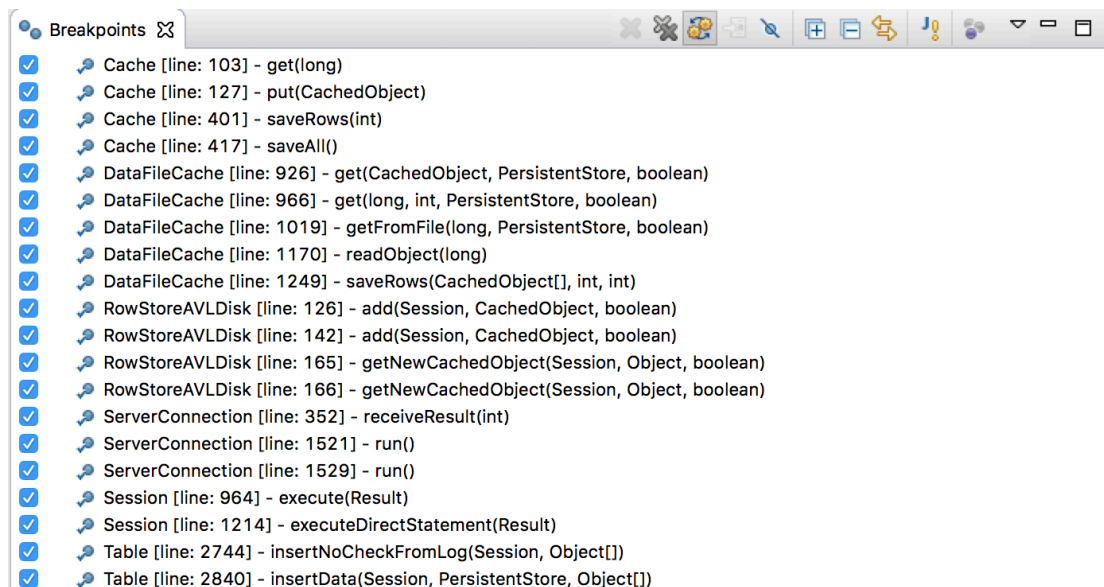 Breakpoints
Cache [line: 103] - get(long)
Cache [line: 127] - put(CachedObject)
Cache [line: 401] - saveRows(int)
Cache [line: 417] - saveAll()
DataFileCache [line: 926] - get(CachedObject, PersistentStore, boolean)
DataFileCache [line: 966] - get(long, int, PersistentStore, boolean)
DataFileCache [line: 1019] - getFromFile(long, PersistentStore, boolean)
DataFileCache [line: 1170] - readObject(long)
DataFileCache [line: 1249] - saveRows(CachedObject[], int, int)
RowStoreAVLDisk [line: 126] - add(Session, CachedObject, boolean)
RowStoreAVLDisk [line: 142] - add(Session, CachedObject, boolean)
RowStoreAVLDisk [line: 165] - getNewCachedObject(Session, Object, boolean)
RowStoreAVLDisk [line: 166] - getNewCachedObject(Session, Object, boolean)
ServerConnection [line: 352] - receiveResult(int)
ServerConnection [line: 1521] - run()
ServerConnection [line: 1529] - run()
Session [line: 964] - execute(Result)
Session [line: 1214] - executeDirectStatement(Result)
Table [line: 2744] - insertNoCheckFromLog(Session, Object[])
Table [line: 2840] - insertData(Session, PersistentStore, Object[])